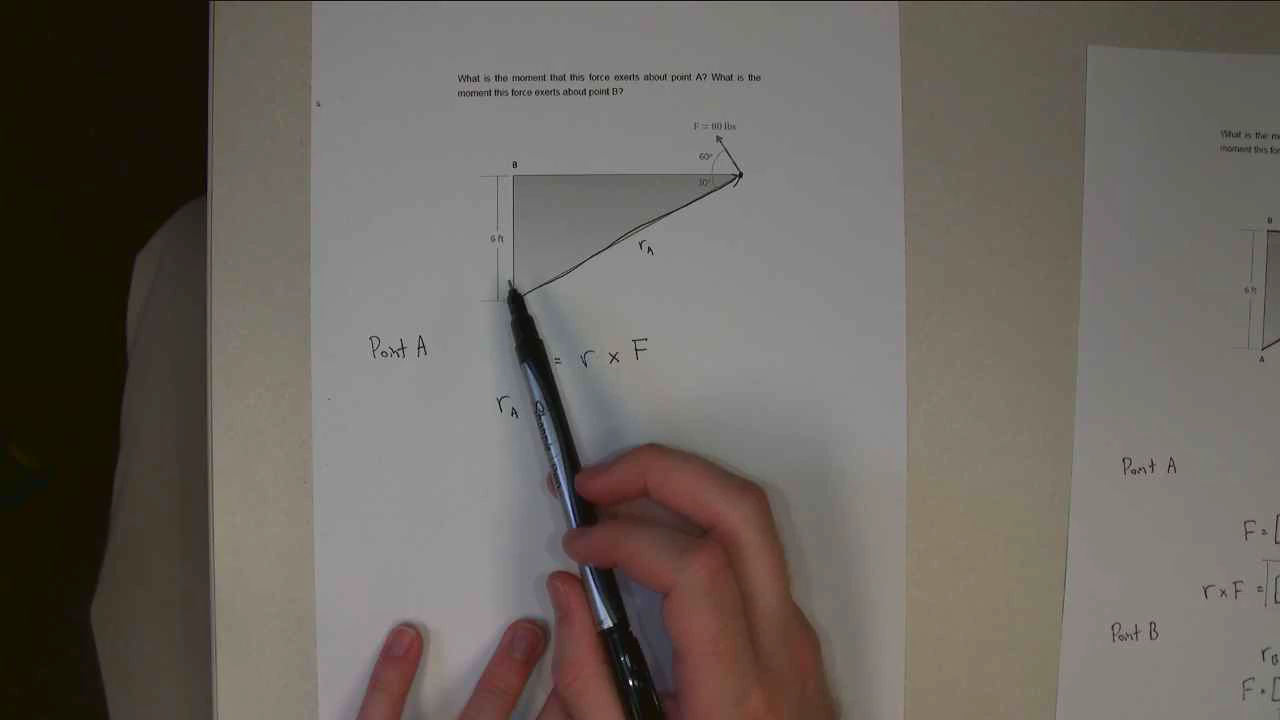 What is the moment that this force exerts about point A? What is the
moment this force exerts about point B?
F = 80 lbs
B
60°
30°
6 ft
rA
Point A
= r x F
rA
What is the m
moment this for
B
6 ft
A
Point A
F = [
r x F = [
Point B
rB
F = [